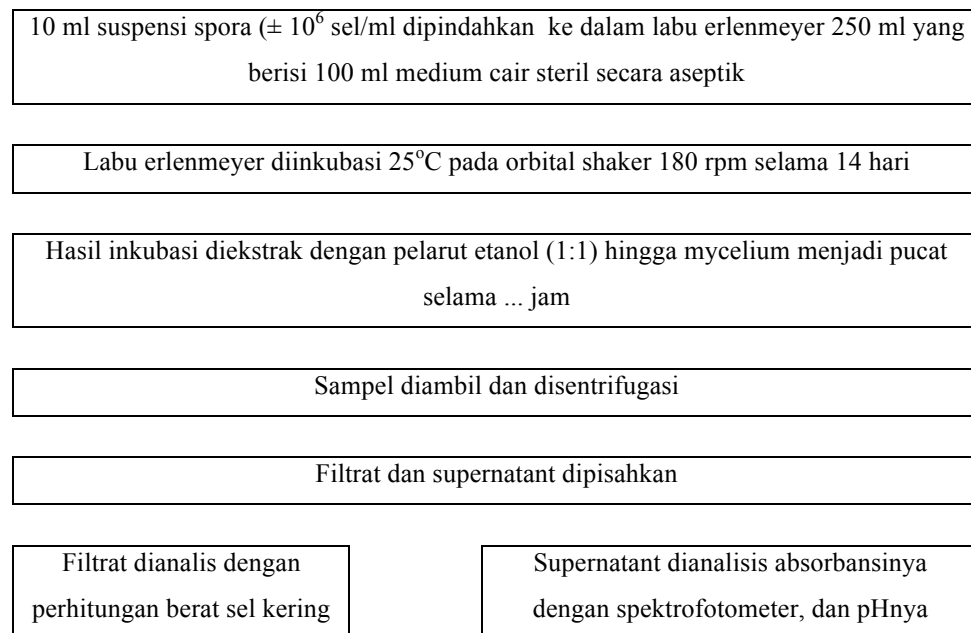 10 ml suspensi spora (± 10⁶ sel/ml dipindahkan ke dalam labu erlenmeyer 250 ml yang
berisi 100 ml medium cair steril secara aseptik
Labu erlenmeyer diinkubasi 25°C pada orbital shaker 180 rpm selama 14 hari
Hasil inkubasi diekstrak dengan pelarut etanol (1:1) hingga mycelium menjadi pucat
selama ... jam
Sampel diambil dan disentrifugasi
Filtrat dan supernatant dipisahkan
Filtrat dianalis dengan
perhitungan berat sel kering
Supernatant dianalisis absorbansinya
dengan spektrofotometer, dan pHnya